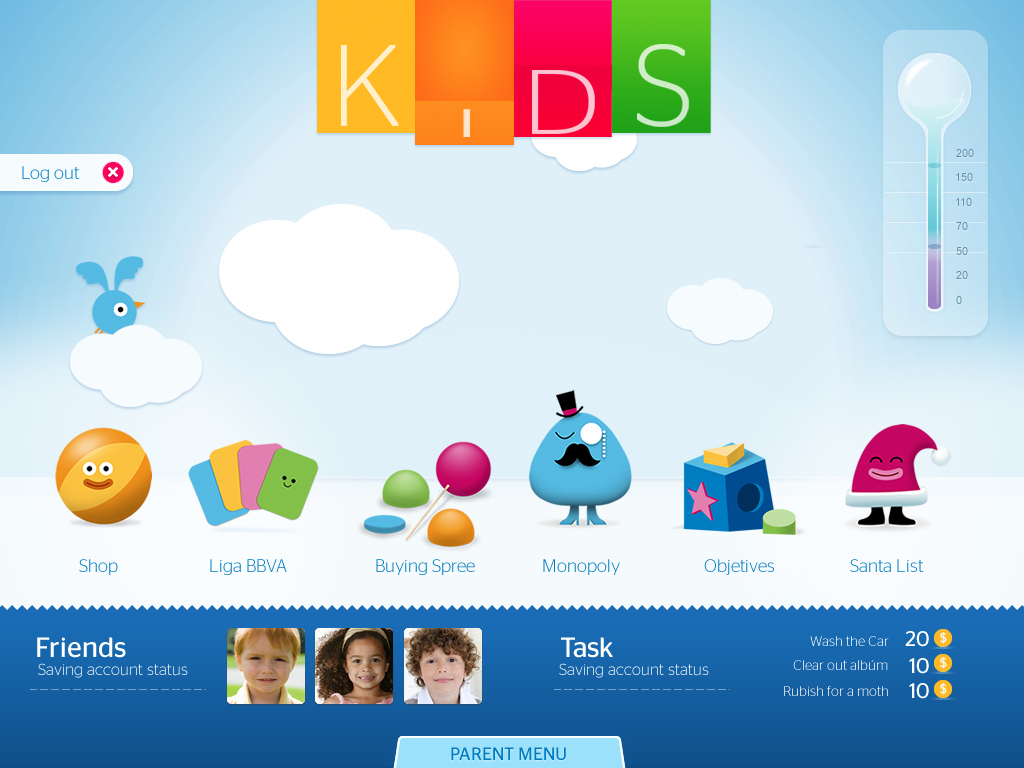 KIDS
Log out
200
150
110
70
50
20
0
Shop
Liga BBVA
Buying Spree
Monopoly
Objetives
Santa List
Friends
Saving account status
Task
Saving account status
Wash the Car 20 $
Clear out albúm 10 $
Rubish for a moth 10 $
PARENT MENU